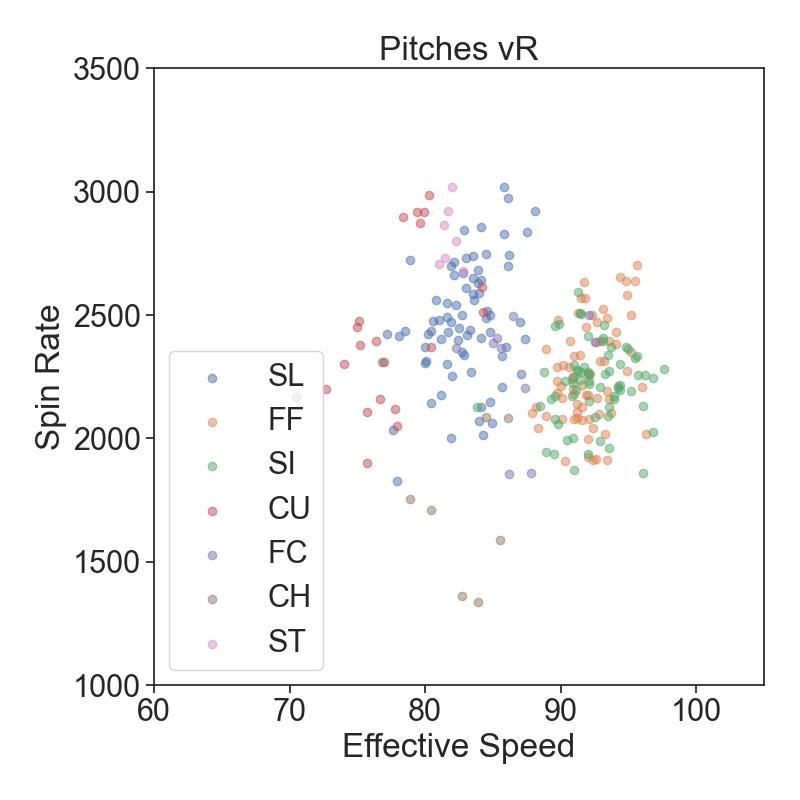 Pitches vR
3500
3000
2500
2000
1500
1000
Spin Rate
SL
FF
SI
CU
FC
CH
ST
60 70 80 90 100
Effective Speed